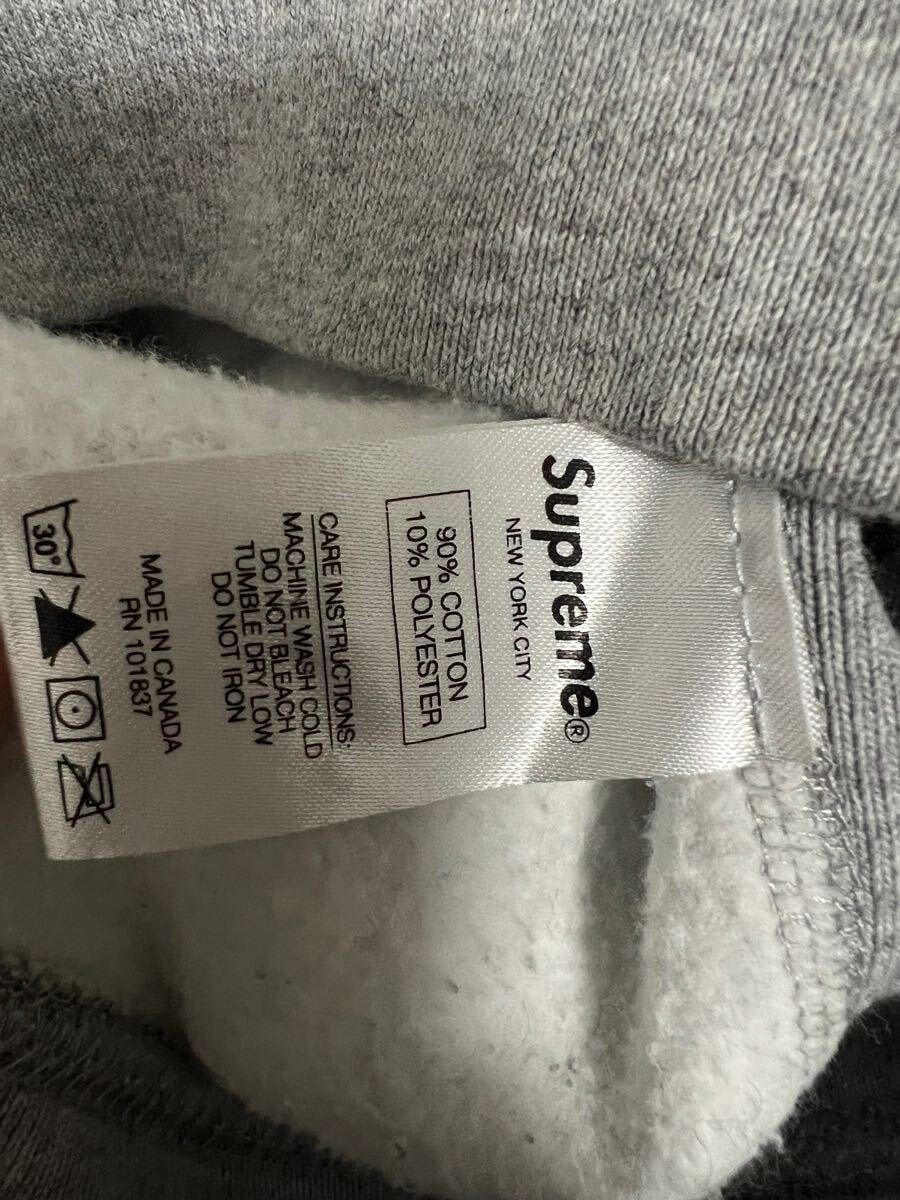 Supreme®
NEW YORK CITY
90% COTTON
10% POLYESTER
CARE INSTRUCTIONS:
MACHINE WASH COLD
DO NOT BLEACH
TUMBLE DRY LOW
DO NOT IRON
MADE IN CANADA
RN 101837
30°